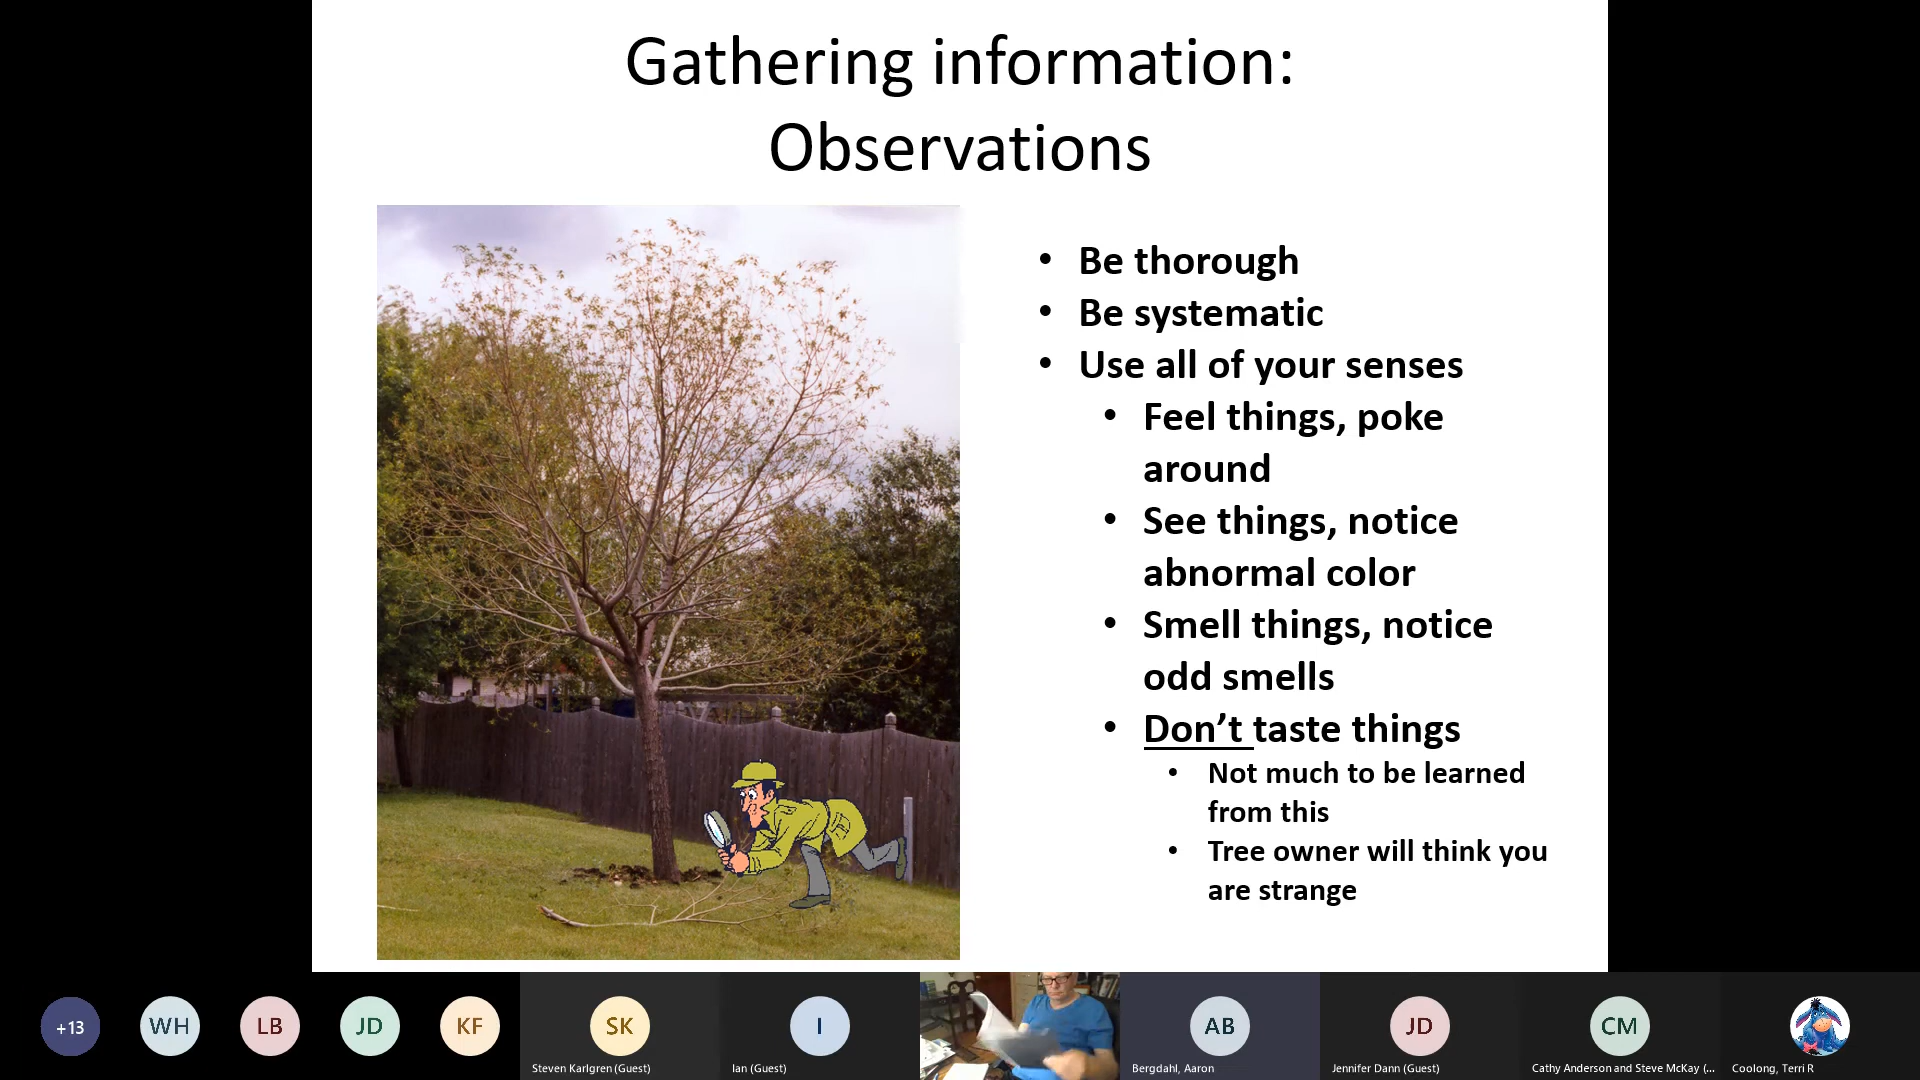 Gathering information:
Observations
• Be thorough
• Be systematic
• Use all of your senses
• Feel things, poke
around
• See things, notice
abnormal color
• Smell things, notice
odd smells
• Don’t taste things
• Not much to be learned
from this
• Tree owner will think you
are strange
+13
WH
LB
JD
KF
SK
I
AB
JD
CM
Steven Karlgren (Guest)
Ian (Guest)
Bergdahl, Aaron
Jennifer Dann (Guest)
Cathy Anderson and Steve McKay (...
Coolong, Terri R